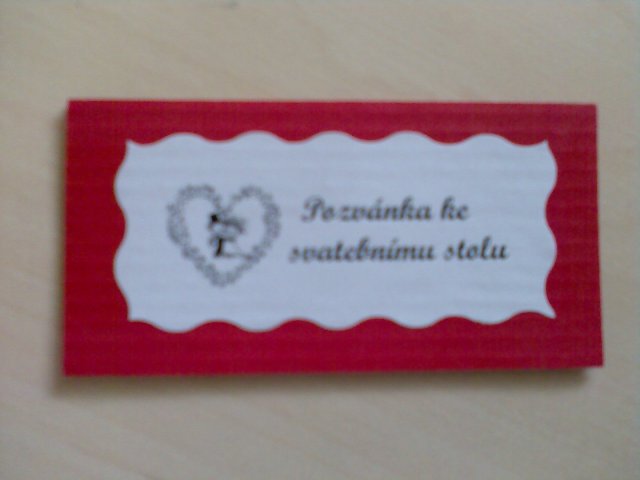 Pozvánka ke
svatebnímu stolu